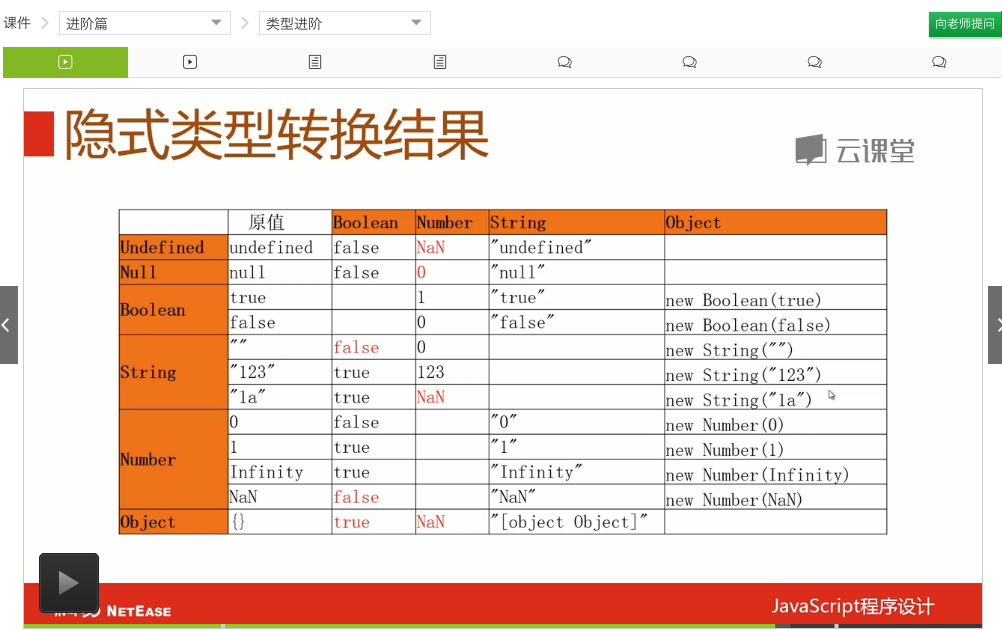 课件 进阶篇 类型进阶 向老师提问
隐式类型转换结果
云课堂
原值 Boolean Number String Object
Undefined undefined false NaN "undefined"
Null null false 0 "null"
Boolean true 1 "true" new Boolean(true)
false 0 "false" new Boolean(false)
String "" false 0 new String("")
"123" true 123 new String("123")
"1a" true NaN new String("1a")
Number 0 false "0" new Number(0)
1 true "1" new Number(1)
Infinity true "Infinity" new Number(Infinity)
NaN false "NaN" new Number(NaN)
Object {} true NaN "[object Object]"
NetEase
JavaScript程序设计